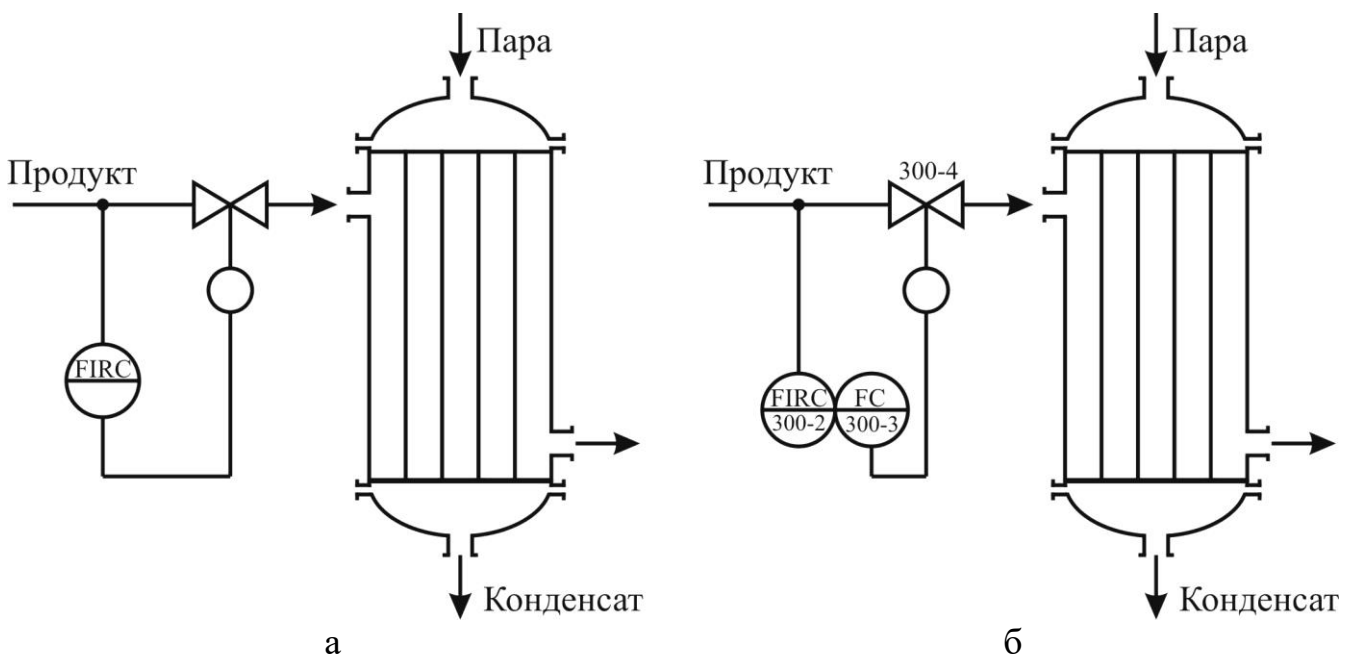 Пара
Продукт
FIRC
Конденсат
а
Пара
Продукт
300-4
FIRC
300-2
FC
300-3
Конденсат
б